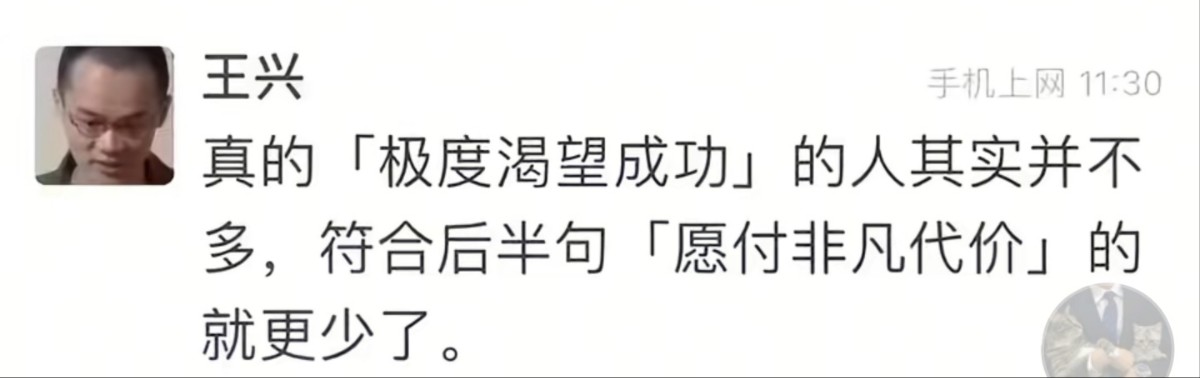 王兴
手机上网 11:30
真的「极度渴望成功」的人其实并不
多，符合后半句「愿付非凡代价」的
就更少了。